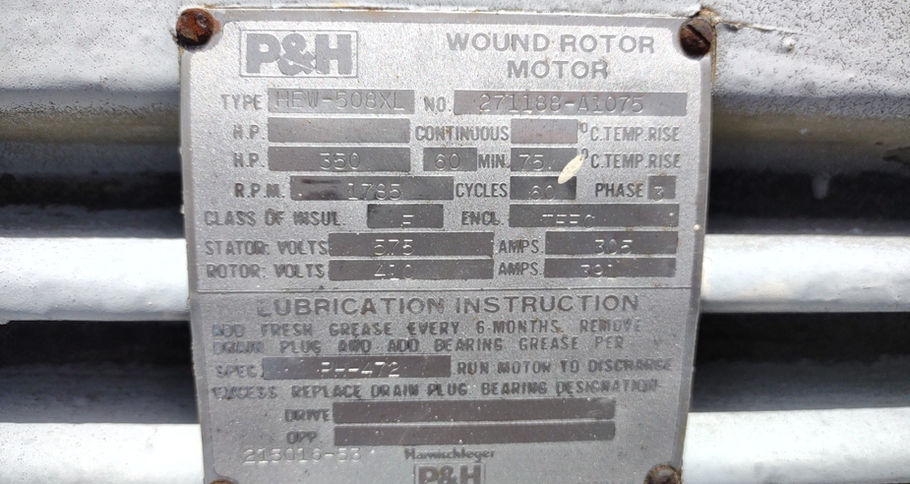 P&H WOUND ROTOR MOTOR
TYPE HEW-508XL NO. 271188-A1075
H.P. CONTINUOUS °C.TEMP.RISE
H.P. 350 60 MIN. 75. °C.TEMP.RISE
R.P.M. 1785 CYCLES 60 PHASE 3
CLASS OF INSUL. F ENCL.
STATOR: VOLTS 575 AMPS. 305
ROTOR: VOLTS 410 AMPS.
LUBRICATION INSTRUCTION
ADD FRESH GREASE EVERY 6-MONTHS. REMOVE
DRAIN PLUG AND ADD BEARING GREASE PER
SPEC. RUN MOTOR TO DISCHARGE
EXCESS REPLACE DRAIN PLUG BEARING DESIGNATION
DRIVE
OPP
215016-53 Harnischfeger
P&H